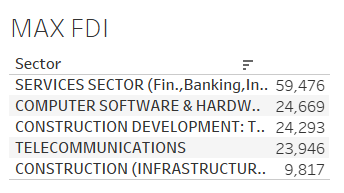 MAX FDI
Sector
SERVICES SECTOR (Fin.,Banking,In.. 59,476
COMPUTER SOFTWARE & HARDW.. 24,669
CONSTRUCTION DEVELOPMENT: T.. 24,293
TELECOMMUNICATIONS 23,946
CONSTRUCTION (INFRASTRUCTUR.. 9,817